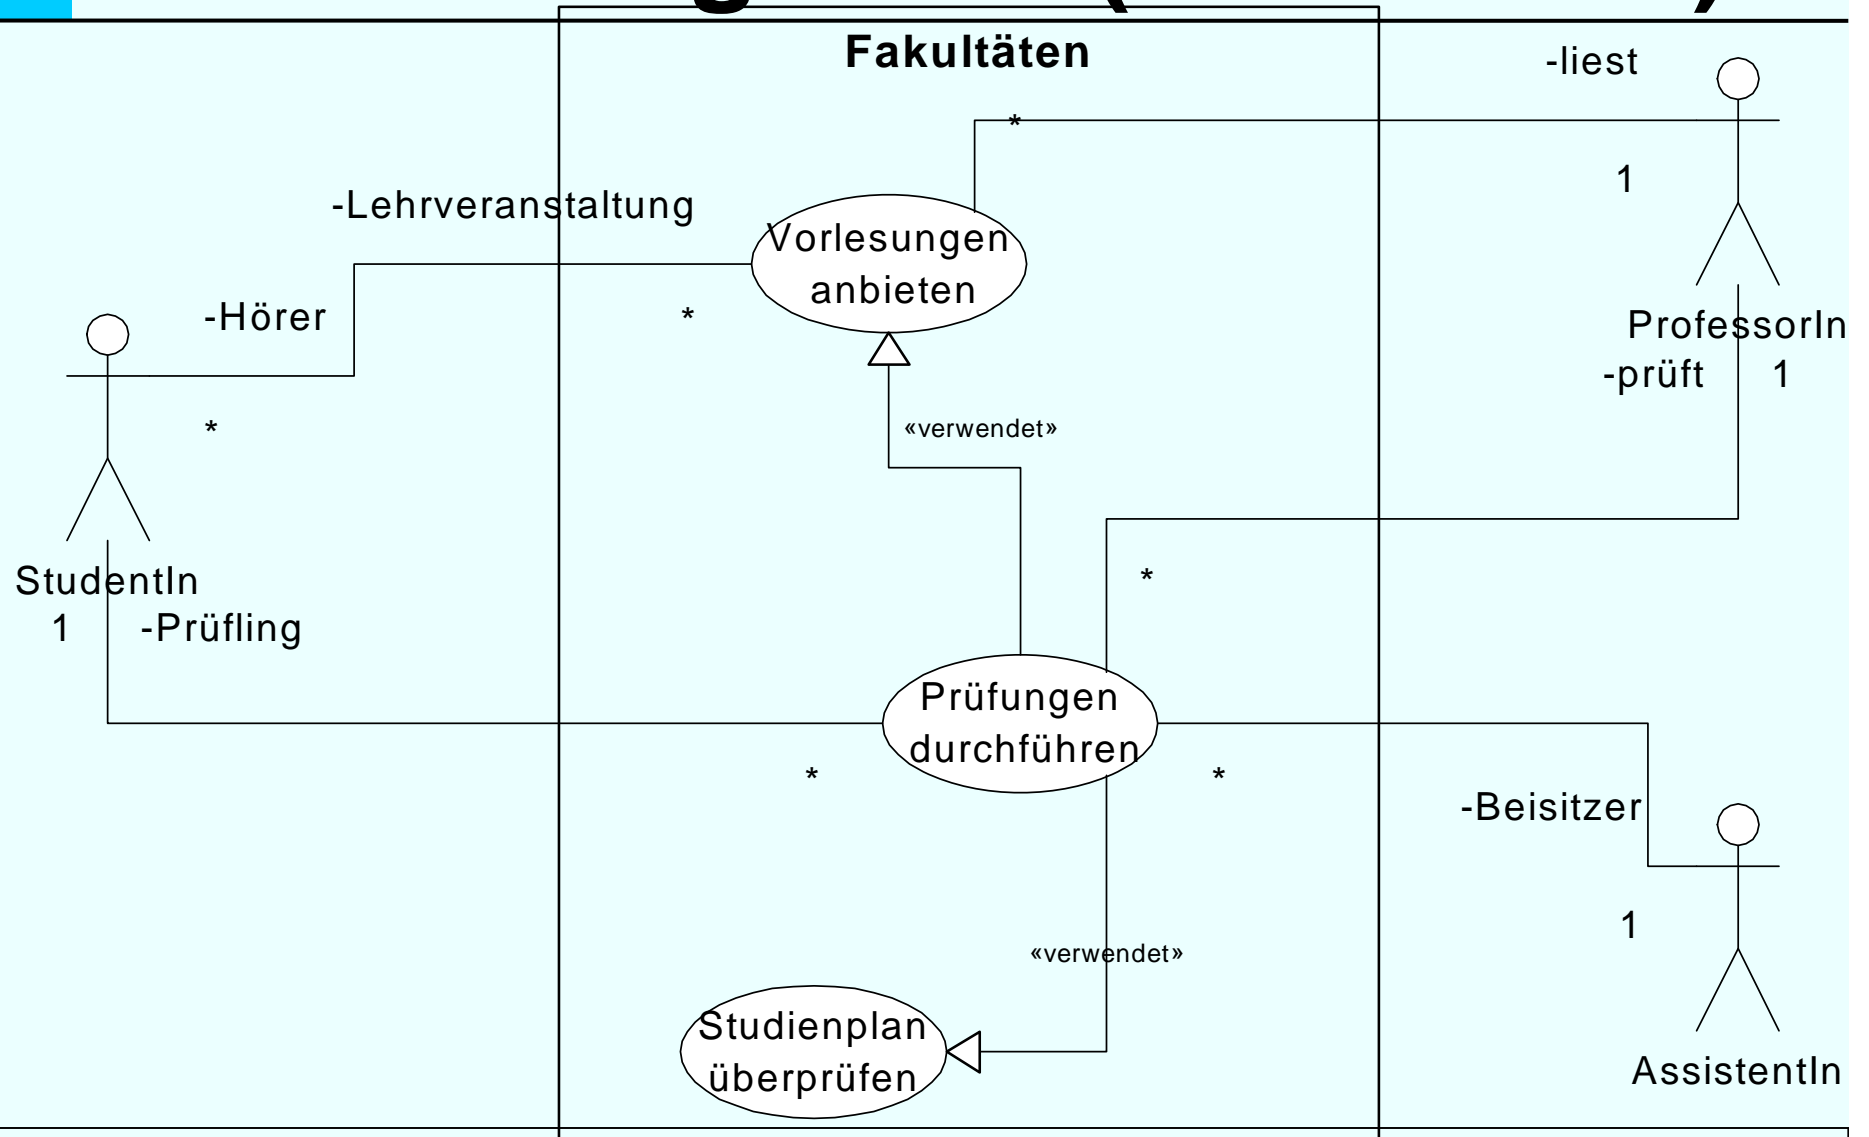 Fakultäten
-liest
*
1
-Lehrveranstaltung
Vorlesungen
anbieten
-Hörer
*
ProfessorIn
-prüft 1
*
«verwendet»
StudentIn
*
1 -Prüfling
Prüfungen
durchführen
* *
-Beisitzer
1
«verwendet»
Studienplan
überprüfen
AssistentIn